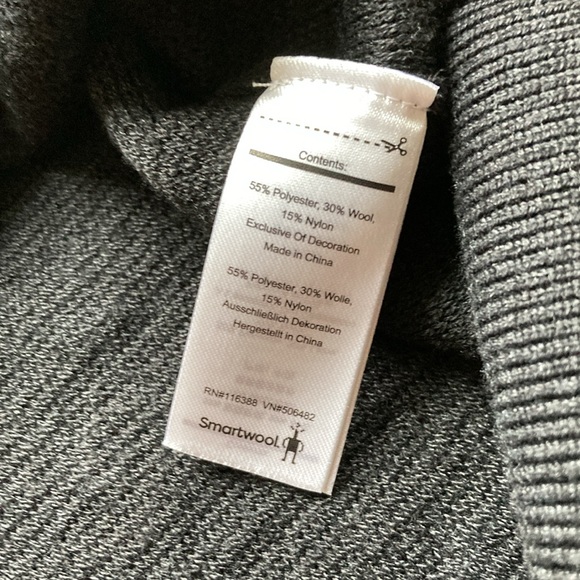 Contents:
55% Polyester, 30% Wool,
15% Nylon
Exclusive Of Decoration
Made in China
55% Polyester, 30% Wolle,
15% Nylon
Ausschließlich Dekoration
Hergestellt in China
RN#116388 VN#506482
Smartwool